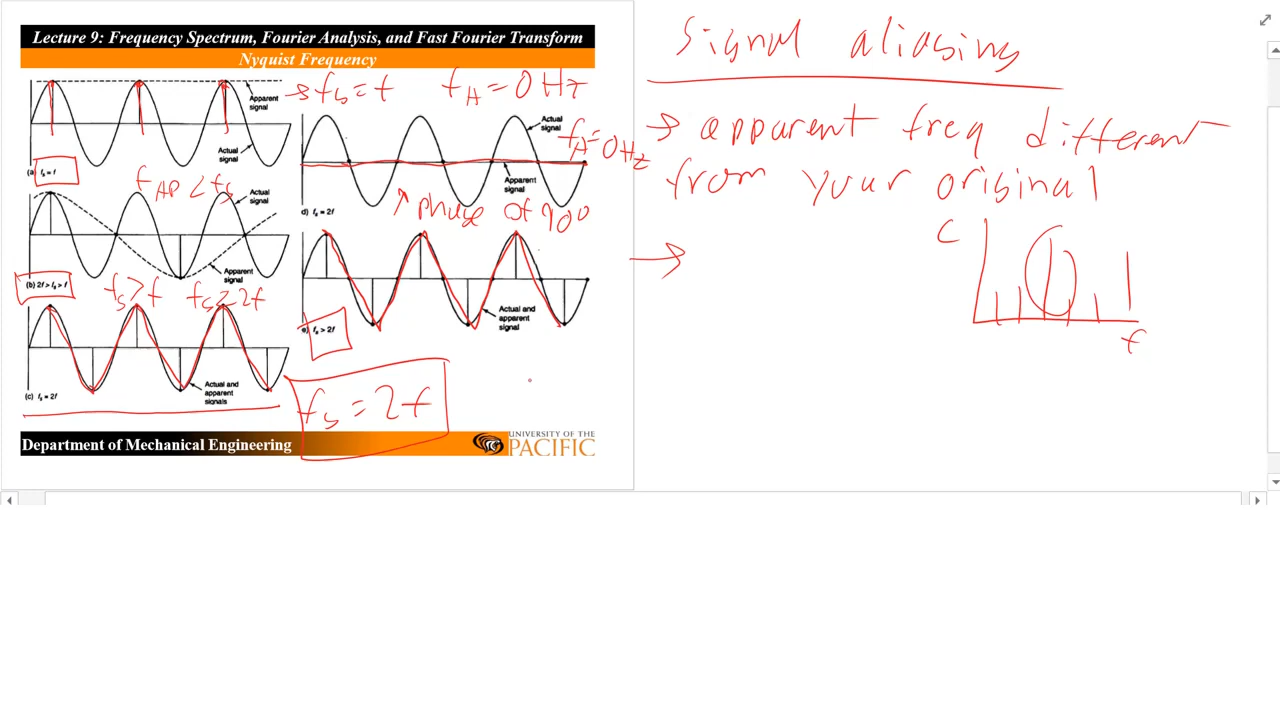 Lecture 9: Frequency Spectrum, Fourier Analysis, and Fast Fourier Transform
Nyquist Frequency
→ fs = f
fA = 0 Hz
Apparent
signal
Actual
signal
(a) fs = f
fAP < fs
Actual
signal
Apparent
signal
(b) 2f > fs > f
fs > f
fs ≥ 2f
Actual and
apparent
signals
(c) fs = 2f
Actual
signal
fA = 0 Hz
Apparent
signal
d) fs = 2f
phase of 90°
Actual and
apparent
signal
e) fs > 2f
fs = 2f
Department of Mechanical Engineering
UNIVERSITY OF THE
PACIFIC
Signal aliasing
→ apparent freq different
from your original
→
C
f